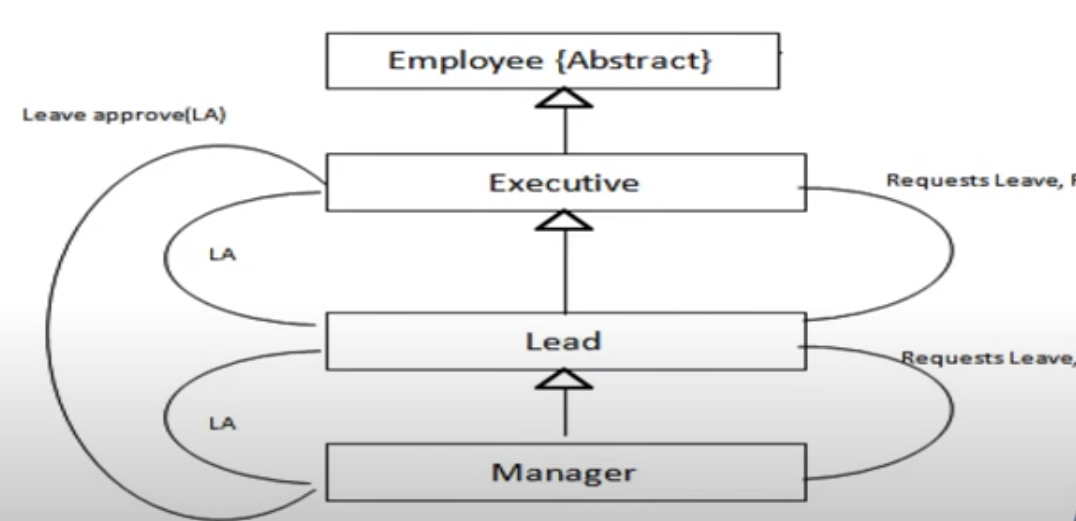 Employee {Abstract}
Leave approve(LA)
Executive
Requests Leave,
LA
Lead
Requests Leave,
LA
Manager